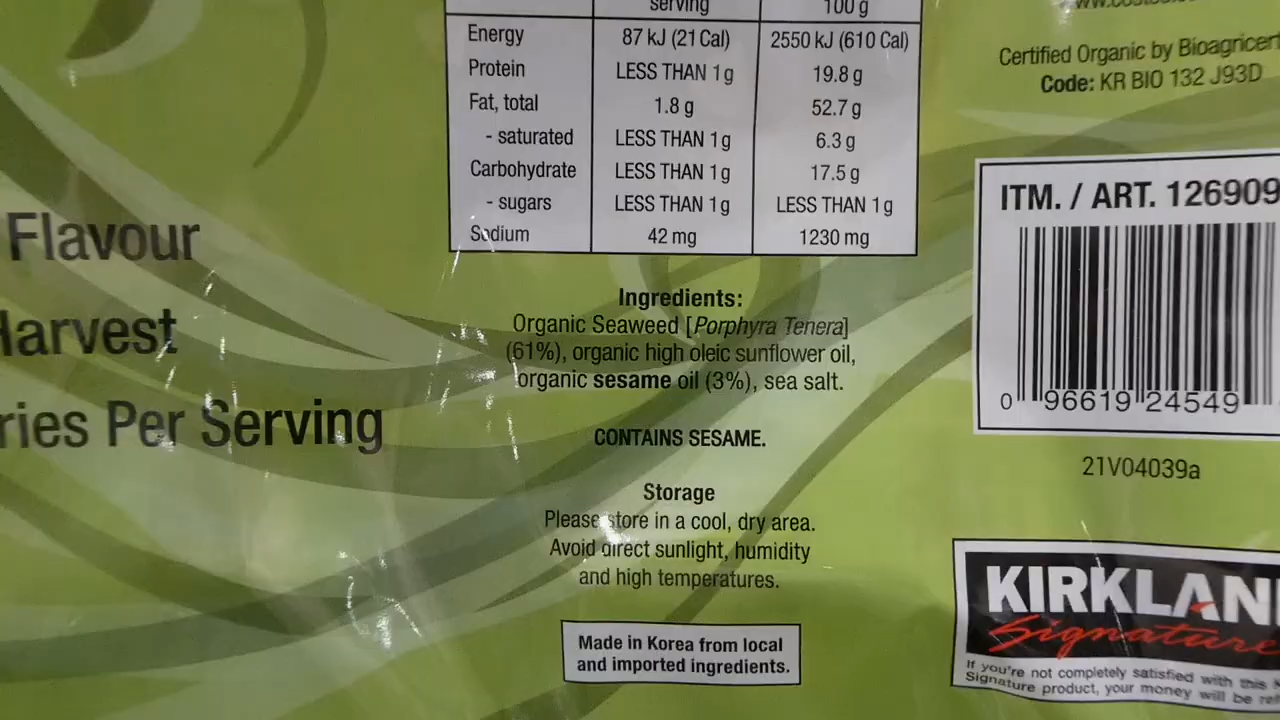 serving 100 g
Energy 87 kJ (21 Cal) 2550 kJ (610 Cal)
Protein LESS THAN 1 g 19.8 g
Fat, total 1.8 g 52.7 g
- saturated LESS THAN 1 g 6.3 g
Carbohydrate LESS THAN 1 g 17.5 g
- sugars LESS THAN 1 g LESS THAN 1 g
Sodium 42 mg 1230 mg
Flavour
Harvest
ries Per Serving
Ingredients:
Organic Seaweed [Porphyra Tenera]
(61%), organic high oleic sunflower oil,
organic sesame oil (3%), sea salt.
CONTAINS SESAME.
Storage
Please store in a cool, dry area.
Avoid direct sunlight, humidity
and high temperatures.
Made in Korea from local
and imported ingredients.
Certified Organic by Bioagricert
Code: KR BIO 132 J93D
ITM. / ART. 126909
0 96619 24549
21V04039a
KIRKLAN
Signature
If you're not completely satisfied with this
Signature product, your money will be